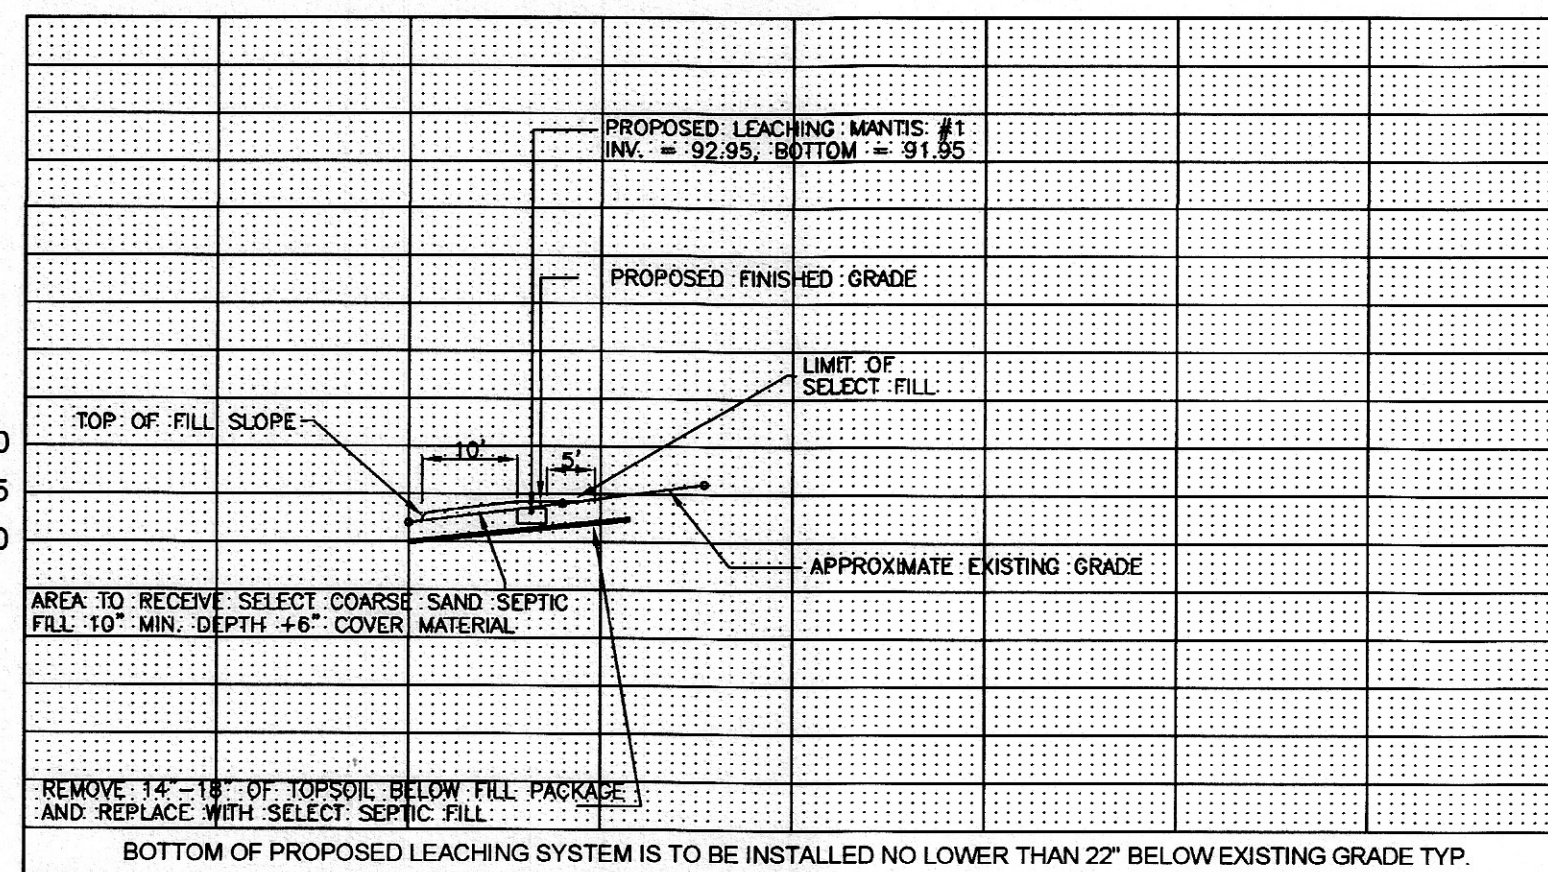 PROPOSED LEACHING MANTIS #1
INV. = 92.95, BOTTOM = 91.95
PROPOSED FINISHED GRADE
LIMIT OF
SELECT FILL
TOP OF FILL SLOPE
10'
5'
0
5
0
APPROXIMATE EXISTING GRADE
AREA TO RECEIVE SELECT COARSE SAND SEPTIC
FILL 10" MIN. DEPTH +6" COVER MATERIAL
REMOVE 14"-18" OF TOPSOIL BELOW FILL PACKAGE
AND REPLACE WITH SELECT SEPTIC FILL
BOTTOM OF PROPOSED LEACHING SYSTEM IS TO BE INSTALLED NO LOWER THAN 22" BELOW EXISTING GRADE TYP.